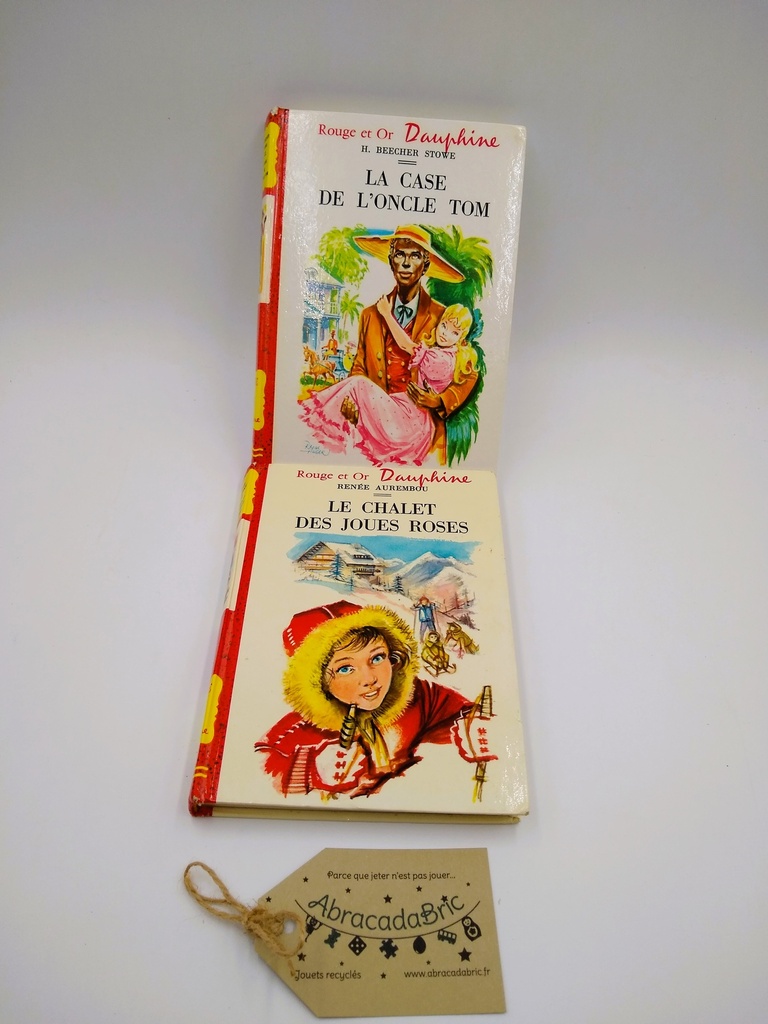 Rouge et Or Dauphine
H. BEECHER STOWE
LA CASE
DE L'ONCLE TOM
Rouge et Or Dauphine
RENÉE AUREMBOU
LE CHALET
DES JOUES ROSES
Parce que jeter n'est pas jouer...
AbracadaBric
Jouets recyclés ★ www.abracadabric.fr